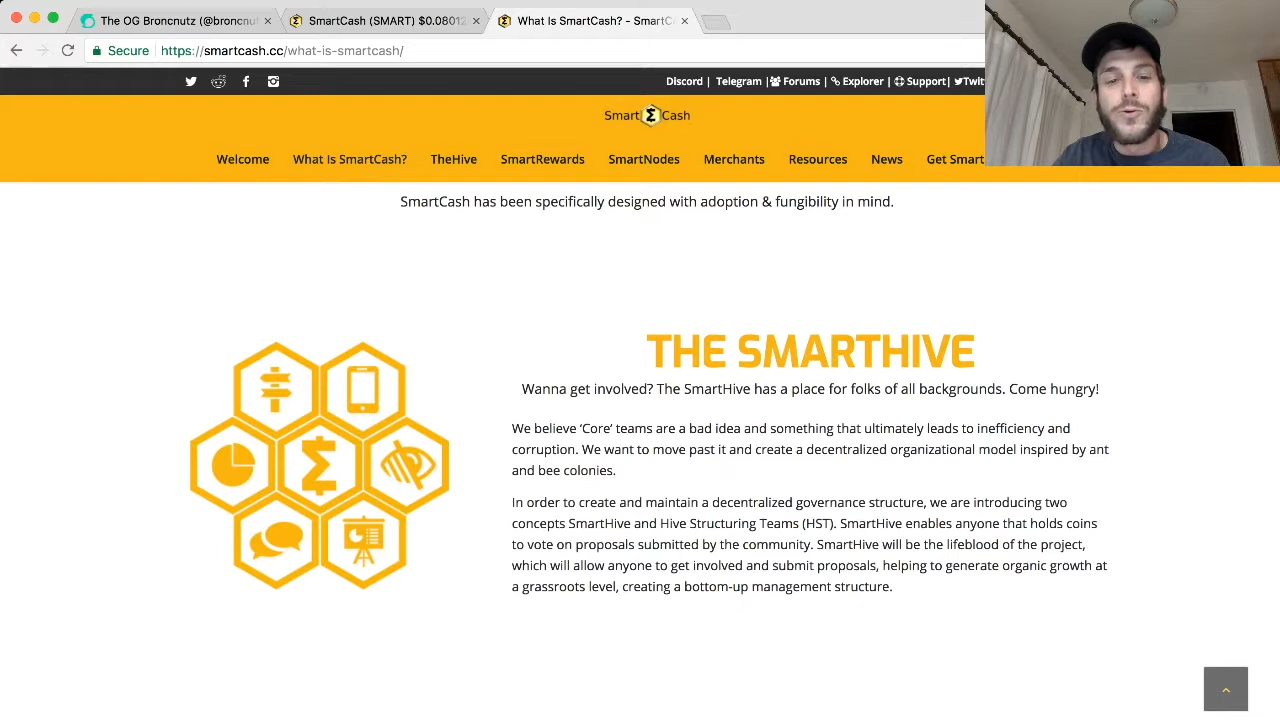 The OG Broncnutz (@broncnut
SmartCash (SMART) $0.08012
What Is SmartCash? - SmartC
Secure
https://smartcash.cc/what-is-smartcash/
Discord | Telegram | Forums | Explorer | Support | Twit
Smart Cash
Welcome What Is SmartCash? TheHive SmartRewards SmartNodes Merchants Resources News Get Smart
SmartCash has been specifically designed with adoption & fungibility in mind.
THE SMARTHIVE
Wanna get involved? The SmartHive has a place for folks of all backgrounds. Come hungry!
We believe ‘Core’ teams are a bad idea and something that ultimately leads to inefficiency and
corruption. We want to move past it and create a decentralized organizational model inspired by ant
and bee colonies.
In order to create and maintain a decentralized governance structure, we are introducing two
concepts SmartHive and Hive Structuring Teams (HST). SmartHive enables anyone that holds coins
to vote on proposals submitted by the community. SmartHive will be the lifeblood of the project,
which will allow anyone to get involved and submit proposals, helping to generate organic growth at
a grassroots level, creating a bottom-up management structure.